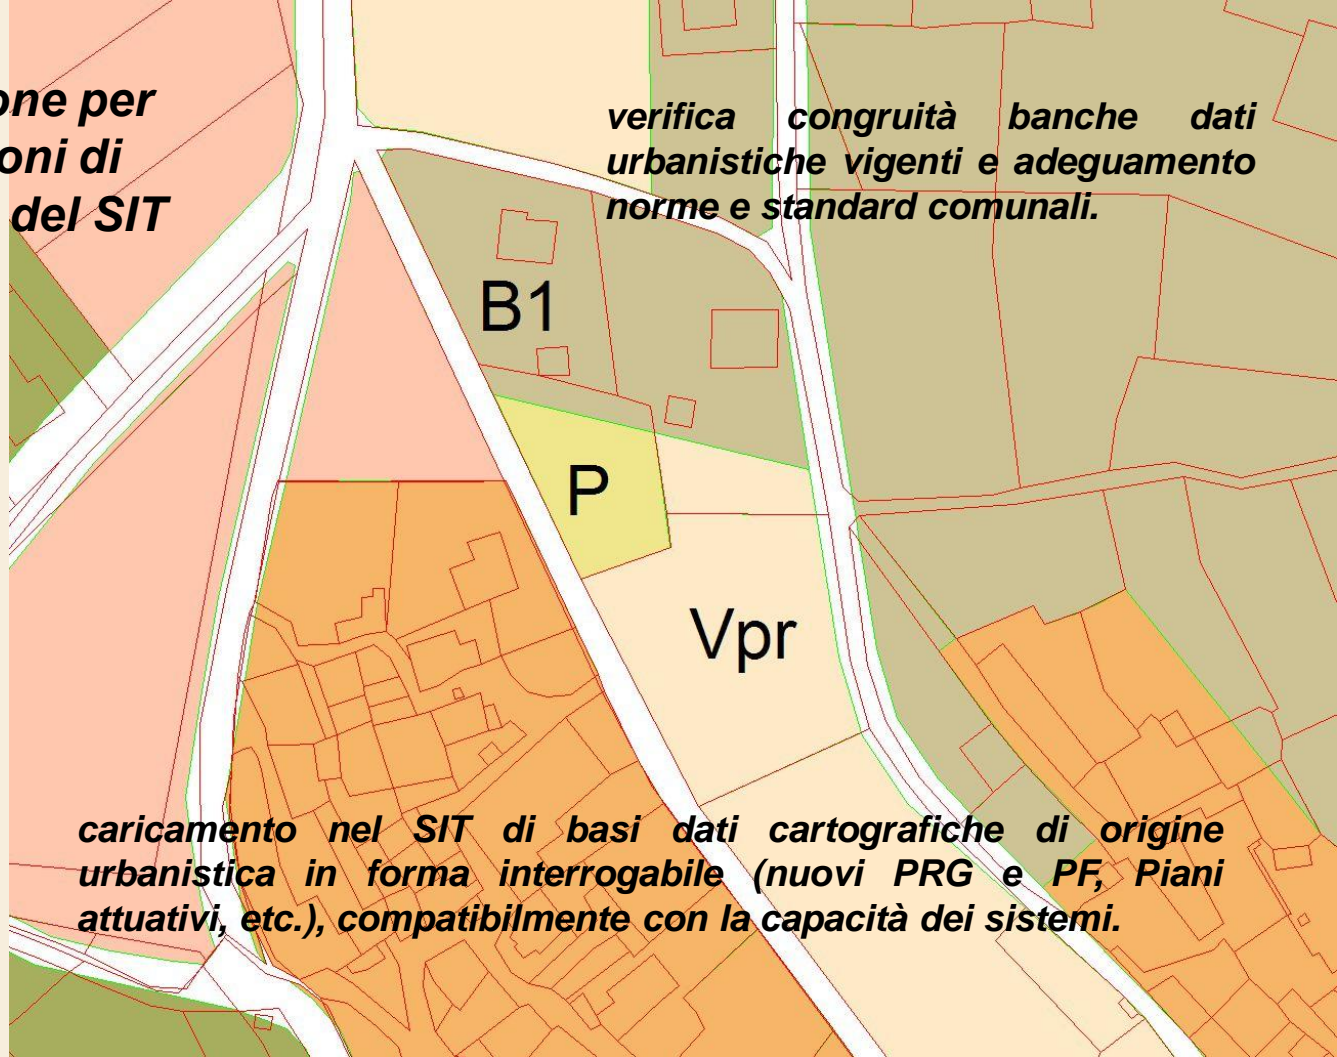 one per
oni di
del SIT
verifica congruità banche dati
urbanistiche vigenti e adeguamento
norme e standard comunali.
B1
P
Vpr
caricamento nel SIT di basi dati cartografiche di origine
urbanistica in forma interrogabile (nuovi PRG e PF, Piani
attuativi, etc.), compatibilmente con la capacità dei sistemi.